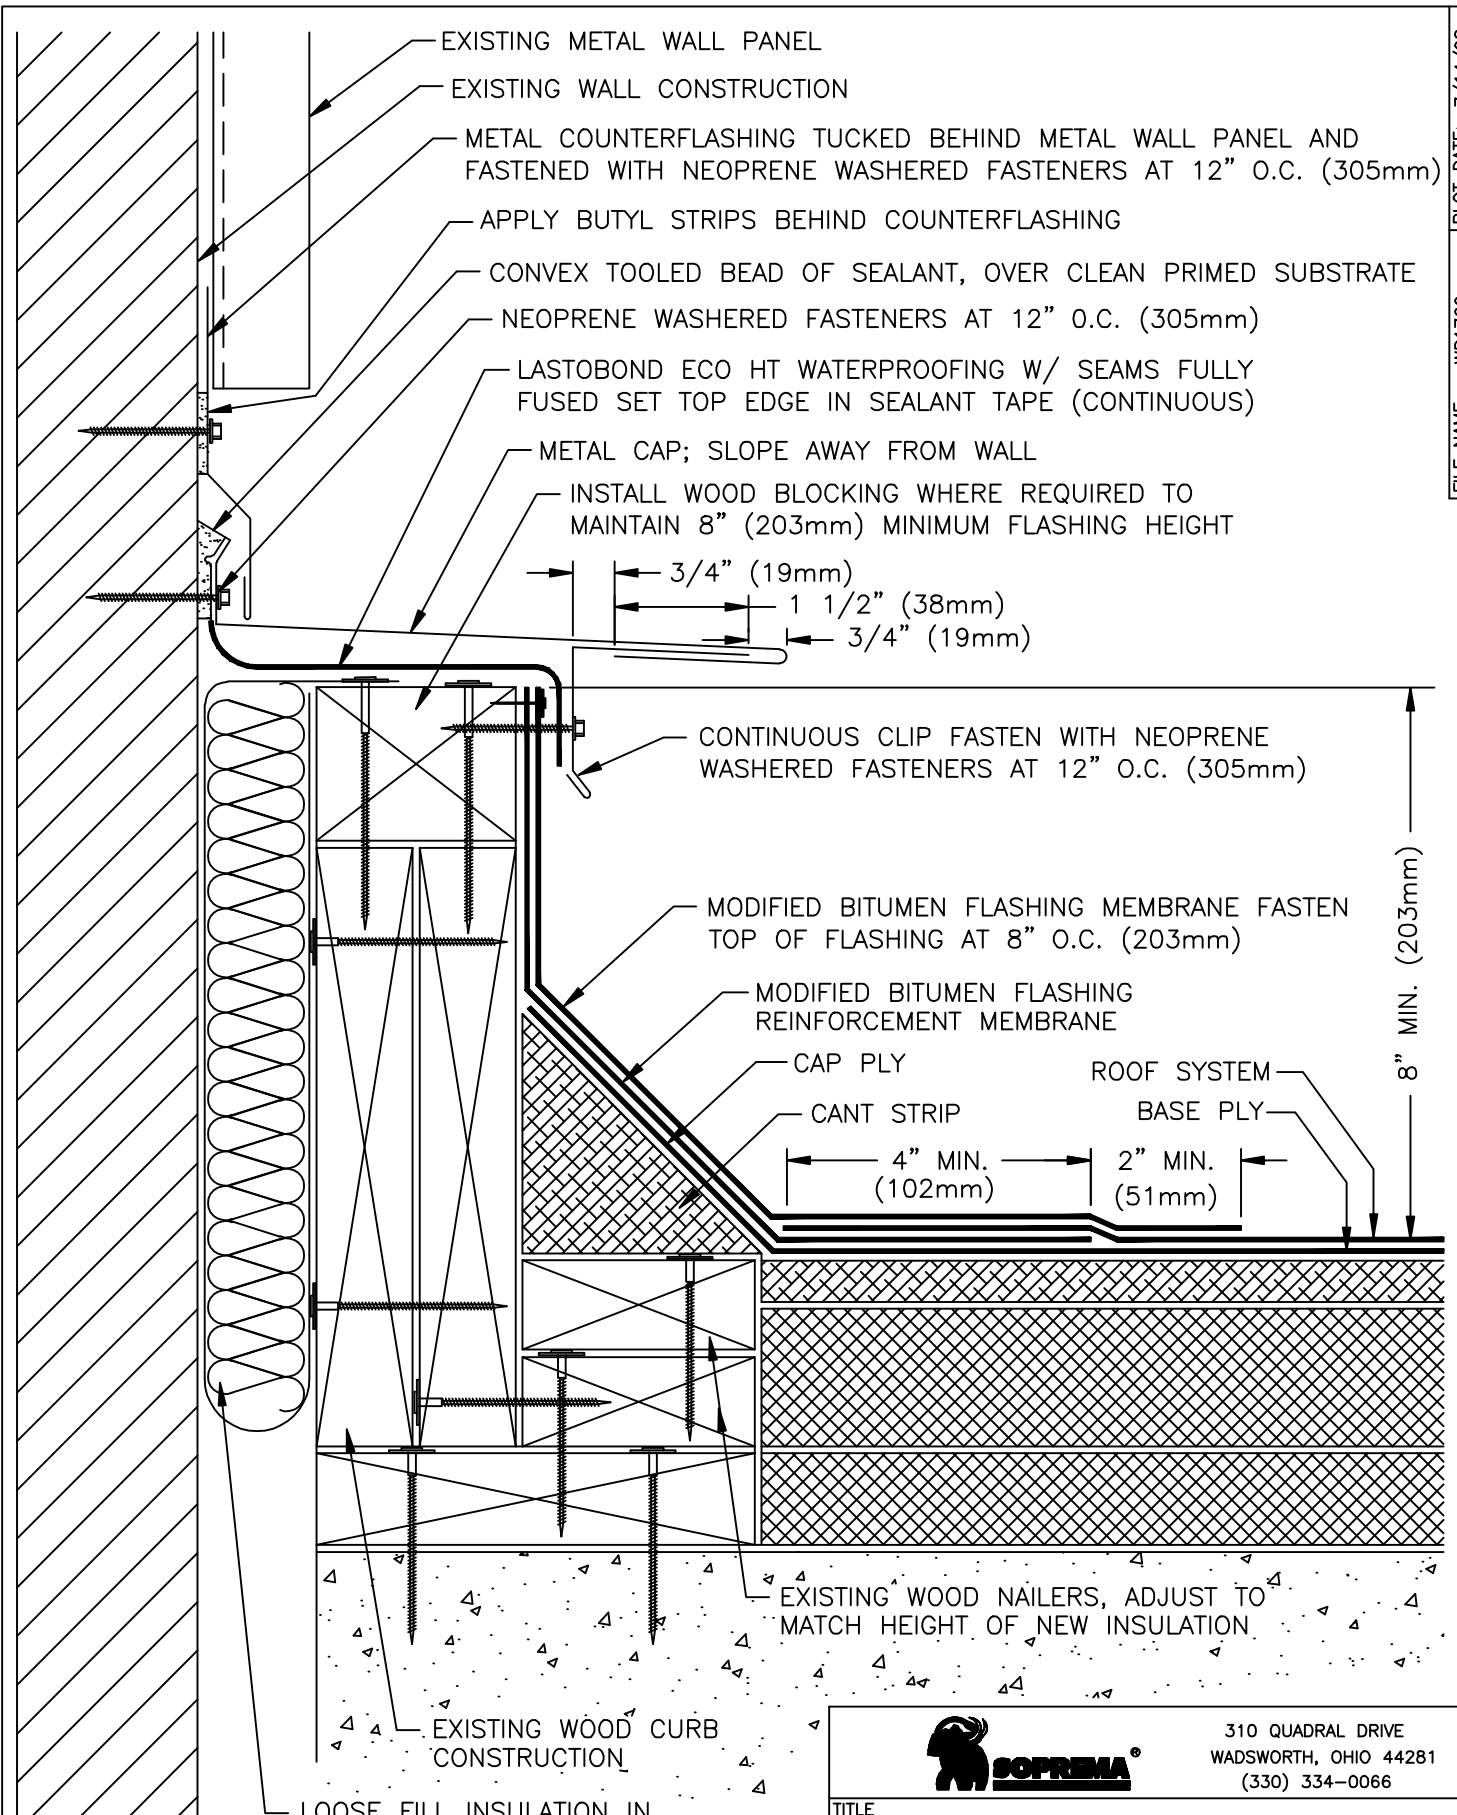 EXISTING METAL WALL PANEL
EXISTING WALL CONSTRUCTION
METAL COUNTERFLASHING TUCKED BEHIND METAL WALL PANEL AND
FASTENED WITH NEOPRENE WASHERED FASTENERS AT 12" O.C. (305mm)
APPLY BUTYL STRIPS BEHIND COUNTERFLASHING
CONVEX TOOLED BEAD OF SEALANT, OVER CLEAN PRIMED SUBSTRATE
NEOPRENE WASHERED FASTENERS AT 12" O.C. (305mm)
LASTOBOND ECO HT WATERPROOFING W/ SEAMS FULLY
FUSED SET TOP EDGE IN SEALANT TAPE (CONTINUOUS)
METAL CAP; SLOPE AWAY FROM WALL
INSTALL WOOD BLOCKING WHERE REQUIRED TO
MAINTAIN 8" (203mm) MINIMUM FLASHING HEIGHT
3/4" (19mm)
1 1/2" (38mm)
3/4" (19mm)
CONTINUOUS CLIP FASTEN WITH NEOPRENE
WASHERED FASTENERS AT 12" O.C. (305mm)
8" MIN. (203mm)
MODIFIED BITUMEN FLASHING MEMBRANE FASTEN
TOP OF FLASHING AT 8" O.C. (203mm)
MODIFIED BITUMEN FLASHING
REINFORCEMENT MEMBRANE
CAP PLY
ROOF SYSTEM
CANT STRIP
BASE PLY
4" MIN.
(102mm)
2" MIN.
(51mm)
EXISTING WOOD NAILERS, ADJUST TO
MATCH HEIGHT OF NEW INSULATION
EXISTING WOOD CURB
CONSTRUCTION
LOOSE FILL INSULATION IN
SOPREMA®
310 QUADRAL DRIVE
WADSWORTH, OHIO 44281
(330) 334-0066
TITLE